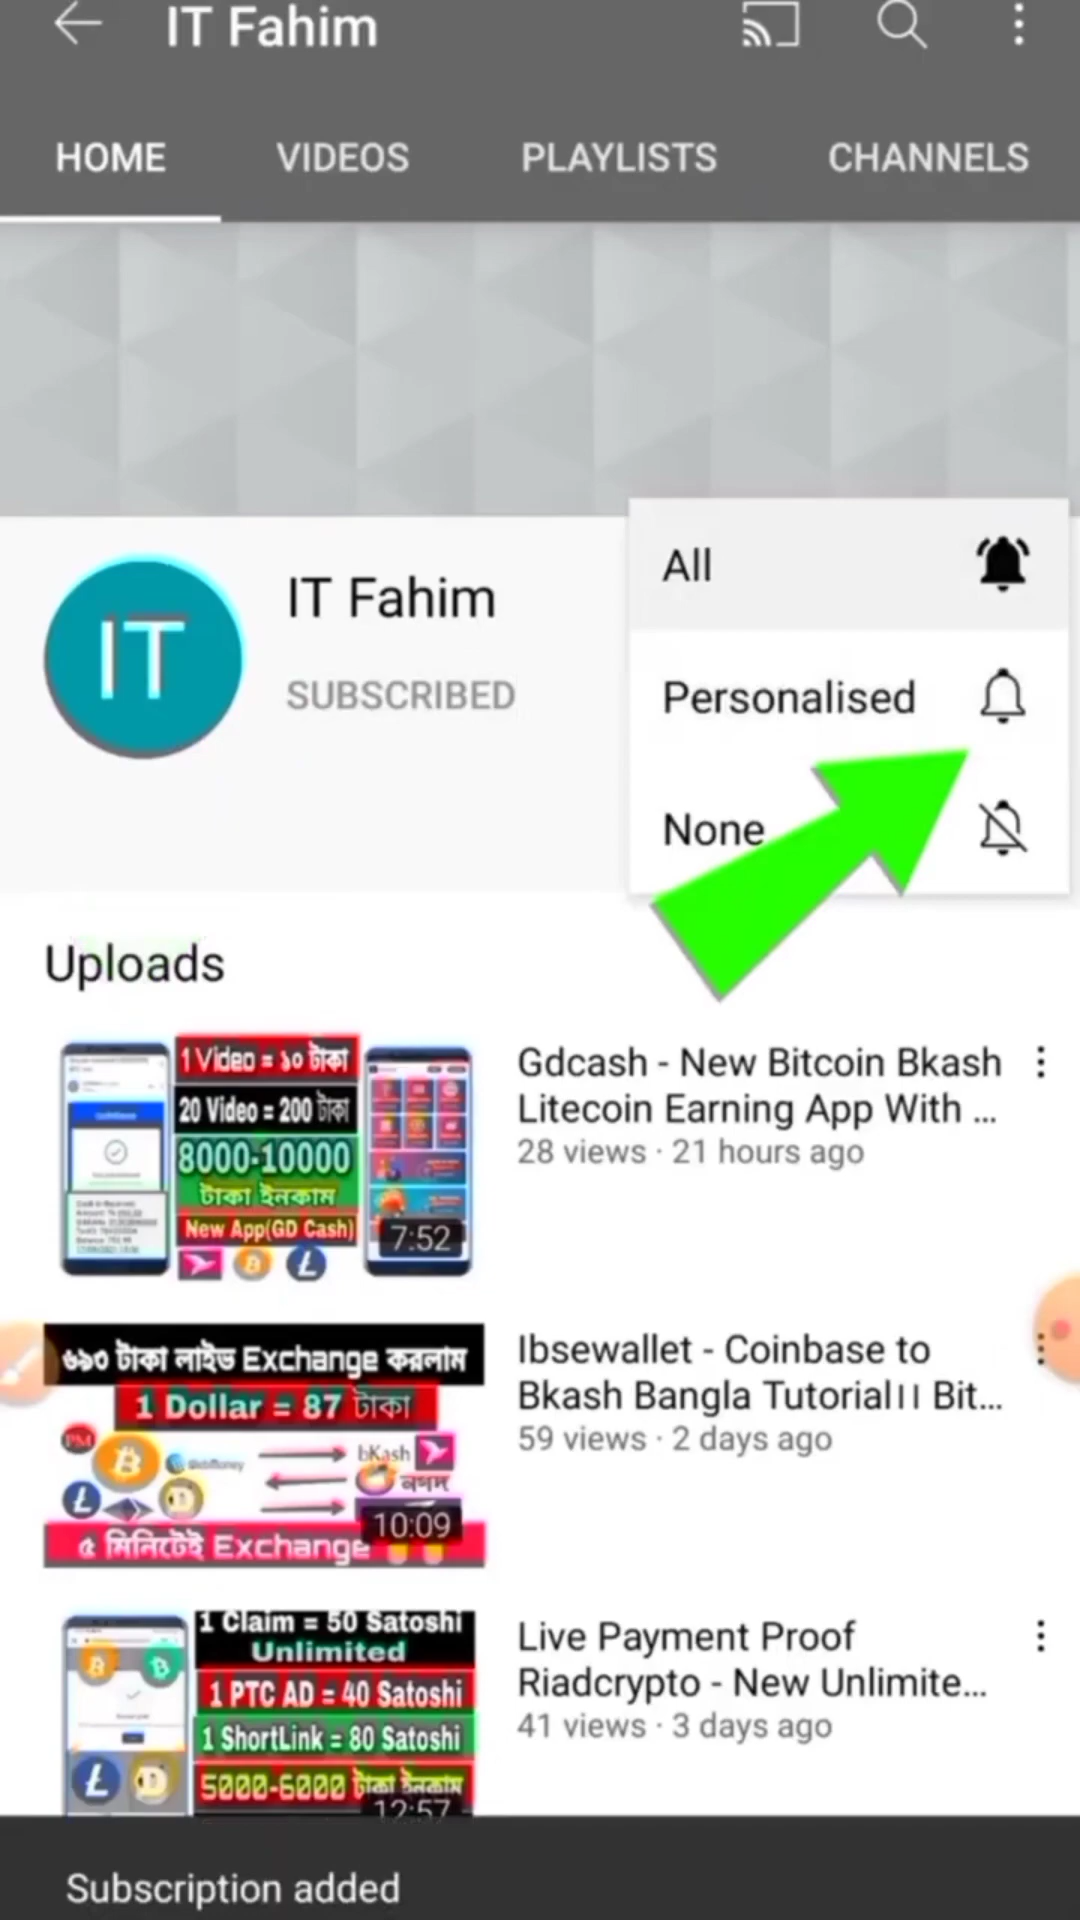 IT Fahim
HOME VIDEOS PLAYLISTS CHANNELS
IT
IT Fahim
SUBSCRIBED
All
Personalised
None
Uploads
1 Video = ১০ টাকা
20 Video = 200 টাকা
8000-10000
টাকা ইনকাম
New App(GD Cash)
7:52
Gdcash - New Bitcoin Bkash
Litecoin Earning App With ...
28 views · 21 hours ago
৬৯৩ টাকা লাইভ Exchange করলাম
1 Dollar = 87 টাকা
PM
bKash
নগদ
10:09
৫ মিনিটেই Exchange
Ibsewallet - Coinbase to
Bkash Bangla Tutorial।। Bit...
59 views · 2 days ago
1 Claim = 50 Satoshi
Unlimited
1 PTC AD = 40 Satoshi
1 ShortLink = 80 Satoshi
5000-6000 টাকা ইনকাম
12:57
Live Payment Proof
Riadcrypto - New Unlimite...
41 views · 3 days ago
Subscription added